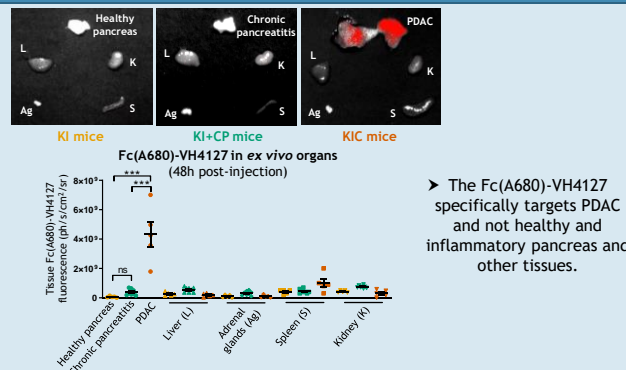 Healthy
pancreas
L
K
Ag
S
Chronic
pancreatitis
L
K
Ag
S
PDAC
L
K
Ag
S
KI mice
KI+CP mice
KIC mice
Fc(A680)-VH4127 in ex vivo organs
(48h post-injection)
Tissue Fc(A680)-VH4127
fluorescence (ph/s/cm²/sr)
8×10⁹
6×10⁹
4×10⁹
2×10⁹
0
***
***
ns
Healthy pancreas
Chronic pancreatitis
PDAC
Liver (L)
Adrenal
glands (Ag)
Spleen (S)
Kidney (K)
➤ The Fc(A680)-VH4127
specifically targets PDAC
and not healthy and
inflammatory pancreas and
other tissues.